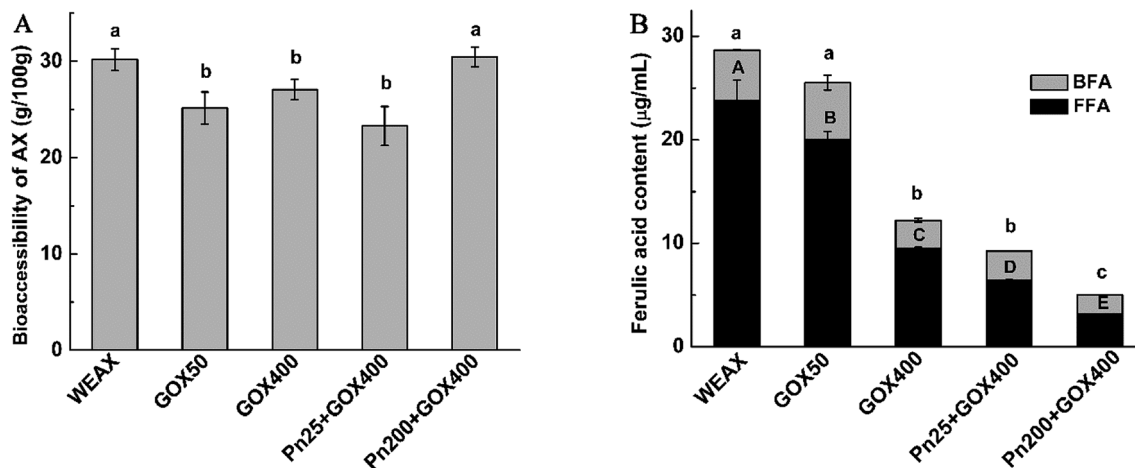 A
Bioaccessibility of AX (g/100g)
30
20
10
0
a
b
b
b
a
WEAX
GOX50
GOX400
Pn25+GOX400
Pn200+GOX400
B
Ferulic acid content (μg/mL)
30
20
10
0
a
a
b
b
c
A
B
C
D
E
BFA
FFA
WEAX
GOX50
GOX400
Pn25+GOX400
Pn200+GOX400